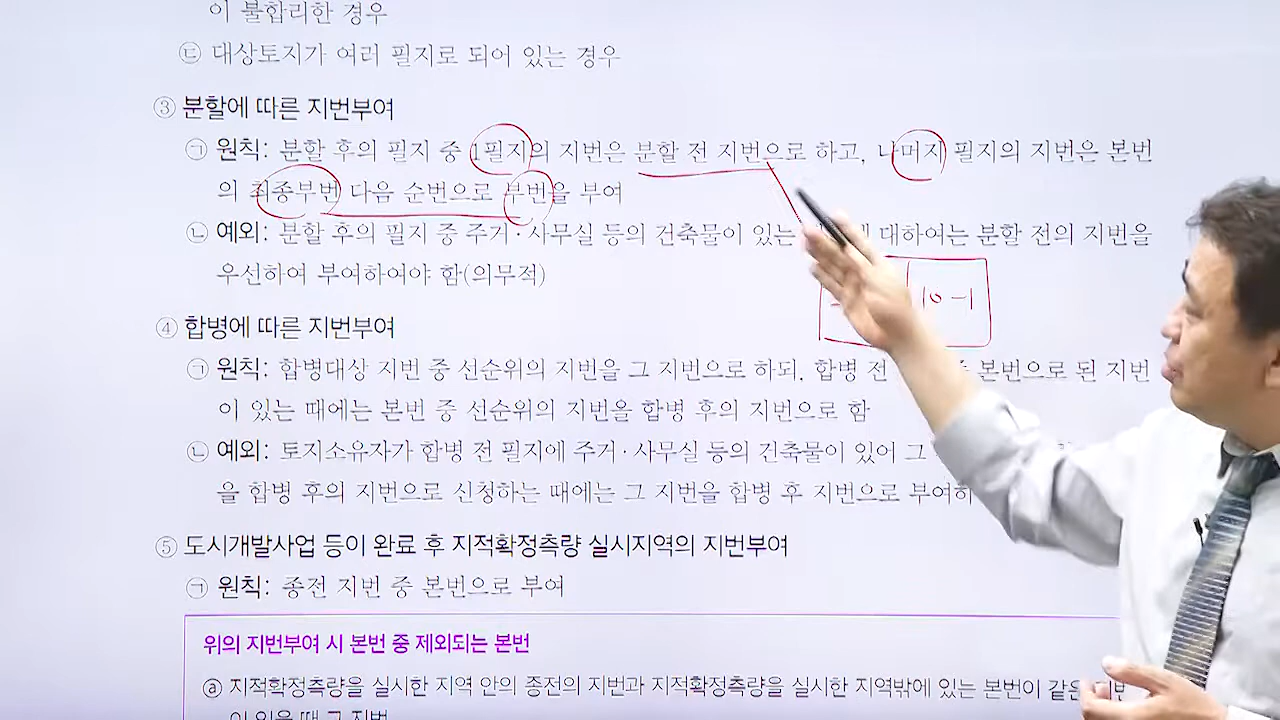 이 불합리한 경우
㉢ 대상토지가 여러 필지로 되어 있는 경우
③ 분할에 따른 지번부여
㉠ 원칙: 분할 후의 필지 중 1필지의 지번은 분할 전 지번으로 하고, 나머지 필지의 지번은 본번
의 최종부번 다음 순번으로 부번을 부여
㉡ 예외: 분할 후의 필지 중 주거·사무실 등의 건축물이 있는 대하여는 분할 전의 지번을
우선하여 부여하여야 함(의무적)
10-1
④ 합병에 따른 지번부여
㉠ 원칙: 합병대상 지번 중 선순위의 지번을 그 지번으로 하되, 합병 전 본번으로 된 지번
이 있는 때에는 본번 중 선순위의 지번을 합병 후의 지번으로 함
㉡ 예외: 토지소유자가 합병 전 필지에 주거·사무실 등의 건축물이 있어 그
을 합병 후의 지번으로 신청하는 때에는 그 지번을 합병 후 지번으로
⑤ 도시개발사업 등이 완료 후 지적확정측량 실시지역의 지번부여
㉠ 원칙: 종전 지번 중 본번으로 부여
위의 지번부여 시 본번 중 제외되는 본번
ⓐ 지적확정측량을 실시한 지역 안의 종전의 지번과 지적확정측량을 실시한 지역밖에 있는 본번이 같은
이 있을 때 그 지번